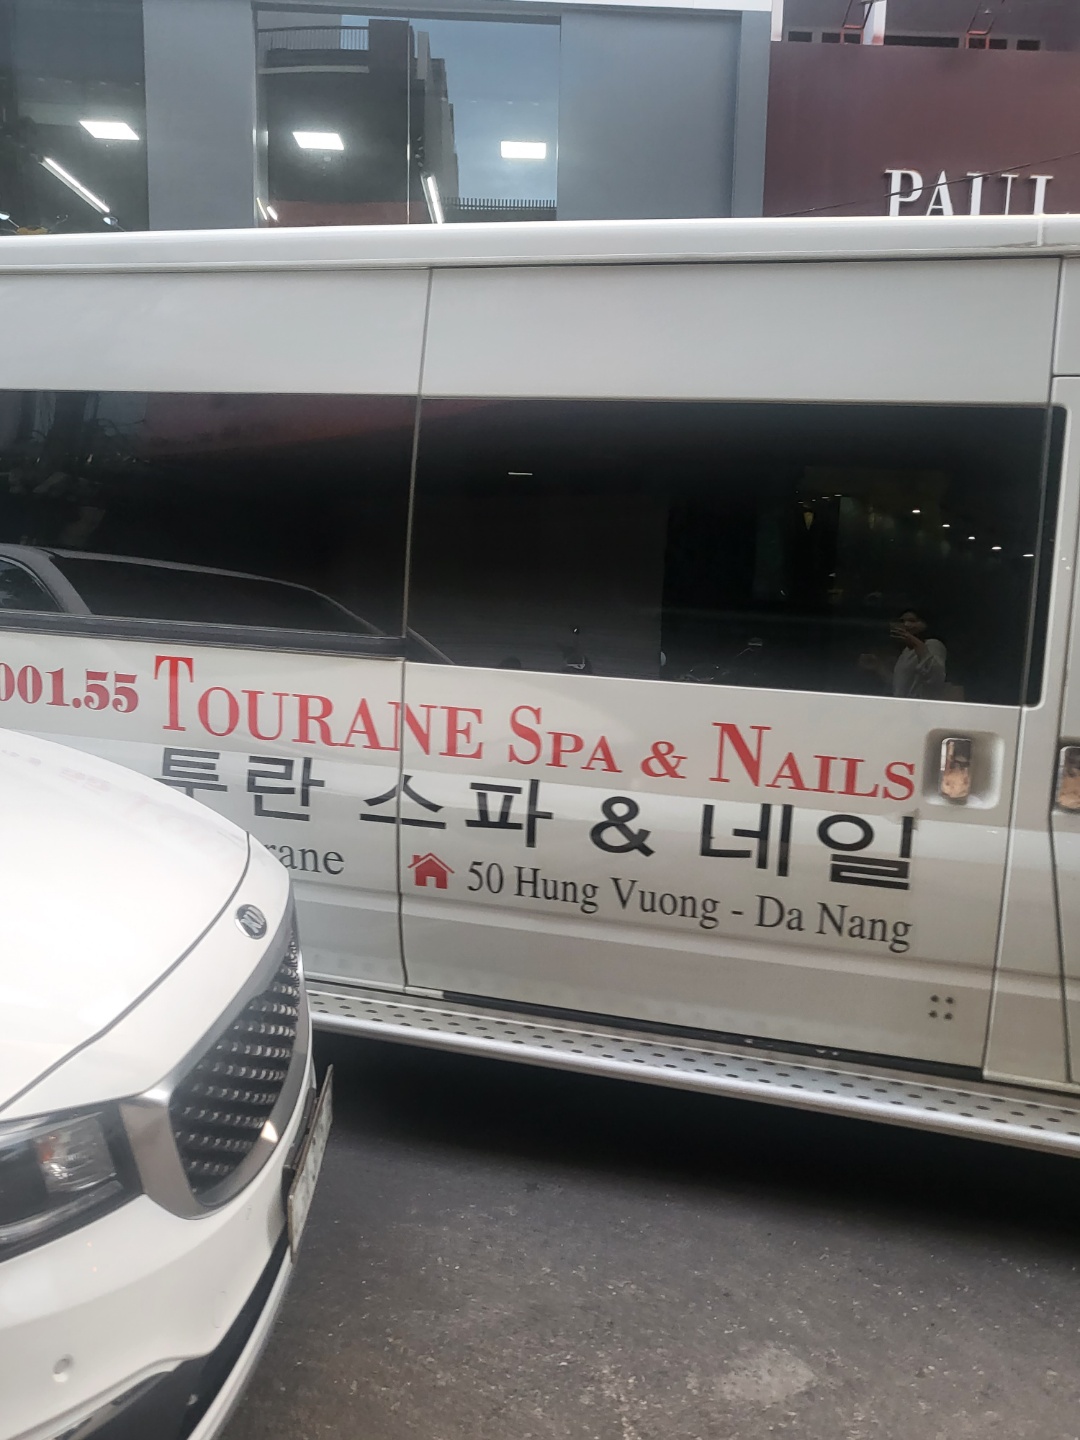 PAUL
001.55 TOURANE SPA & NAILS
투란 스파 & 네일
rane
50 Hung Vuong - Da Nang